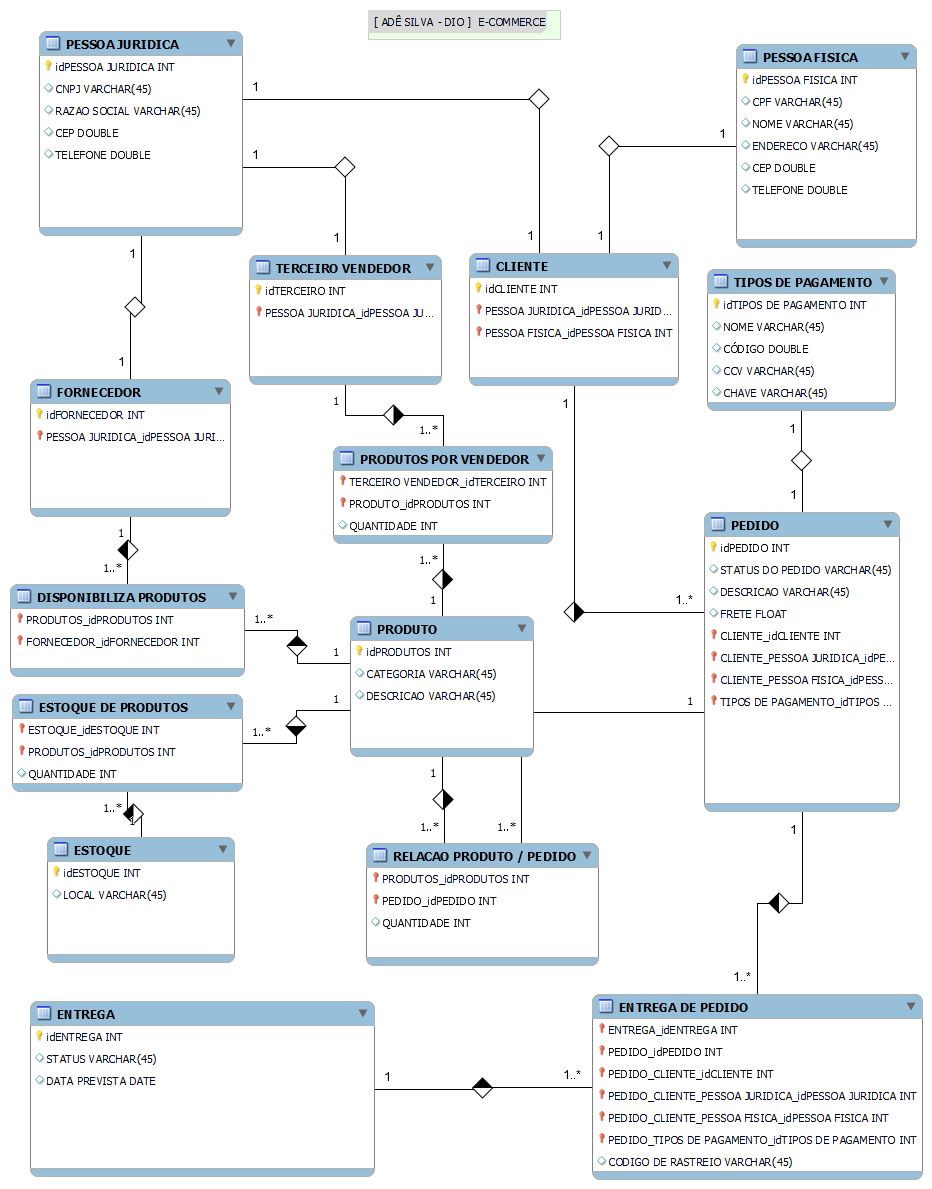 [ ADÊ SILVA - DIO ] E-COMMERCE
PESSOA JURIDICA
idPESSOA JURIDICA INT
CNPJ VARCHAR(45)
RAZAO SOCIAL VARCHAR(45)
CEP DOUBLE
TELEFONE DOUBLE
1
1
1
1
1
1
PESSOA FISICA
idPESSOA FISICA INT
CPF VARCHAR(45)
NOME VARCHAR(45)
ENDERECO VARCHAR(45)
CEP DOUBLE
TELEFONE DOUBLE
1
1
TERCEIRO VENDEDOR
idTERCEIRO INT
PESSOA JURIDICA_idPESSOA JU...
1
1..*
CLIENTE
idCLIENTE INT
PESSOA JURIDICA_idPESSOA JURID...
PESSOA FISICA_idPESSOA FISICA INT
1
1..*
TIPOS DE PAGAMENTO
idTIPOS DE PAGAMENTO INT
NOME VARCHAR(45)
CÓDIGO DOUBLE
CCV VARCHAR(45)
CHAVE VARCHAR(45)
1
1
FORNECEDOR
idFORNECEDOR INT
PESSOA JURIDICA_idPESSOA JURI...
1
1..*
PRODUTOS POR VENDEDOR
TERCEIRO VENDEDOR_idTERCEIRO INT
PRODUTO_idPRODUTOS INT
QUANTIDADE INT
1..*
1
PEDIDO
idPEDIDO INT
STATUS DO PEDIDO VARCHAR(45)
DESCRICAO VARCHAR(45)
FRETE FLOAT
CLIENTE_idCLIENTE INT
CLIENTE_PESSOA JURIDICA_idPE...
CLIENTE_PESSOA FISICA_idPESS...
TIPOS DE PAGAMENTO_idTIPOS ...
1
1
DISPONIBILIZA PRODUTOS
PRODUTOS_idPRODUTOS INT
FORNECEDOR_idFORNECEDOR INT
1..*
1
PRODUTO
idPRODUTOS INT
CATEGORIA VARCHAR(45)
DESCRICAO VARCHAR(45)
1
1..*
1..*
ESTOQUE DE PRODUTOS
ESTOQUE_idESTOQUE INT
PRODUTOS_idPRODUTOS INT
QUANTIDADE INT
1
1..*
1..*
1
ESTOQUE
idESTOQUE INT
LOCAL VARCHAR(45)
RELACAO PRODUTO / PEDIDO
PRODUTOS_idPRODUTOS INT
PEDIDO_idPEDIDO INT
QUANTIDADE INT
1..*
ENTREGA
idENTREGA INT
STATUS VARCHAR(45)
DATA PREVISTA DATE
1
1..*
ENTREGA DE PEDIDO
ENTREGA_idENTREGA INT
PEDIDO_idPEDIDO INT
PEDIDO_CLIENTE_idCLIENTE INT
PEDIDO_CLIENTE_PESSOA JURIDICA_idPESSOA JURIDICA INT
PEDIDO_CLIENTE_PESSOA FISICA_idPESSOA FISICA INT
PEDIDO_TIPOS DE PAGAMENTO_idTIPOS DE PAGAMENTO INT
CODIGO DE RASTREIO VARCHAR(45)